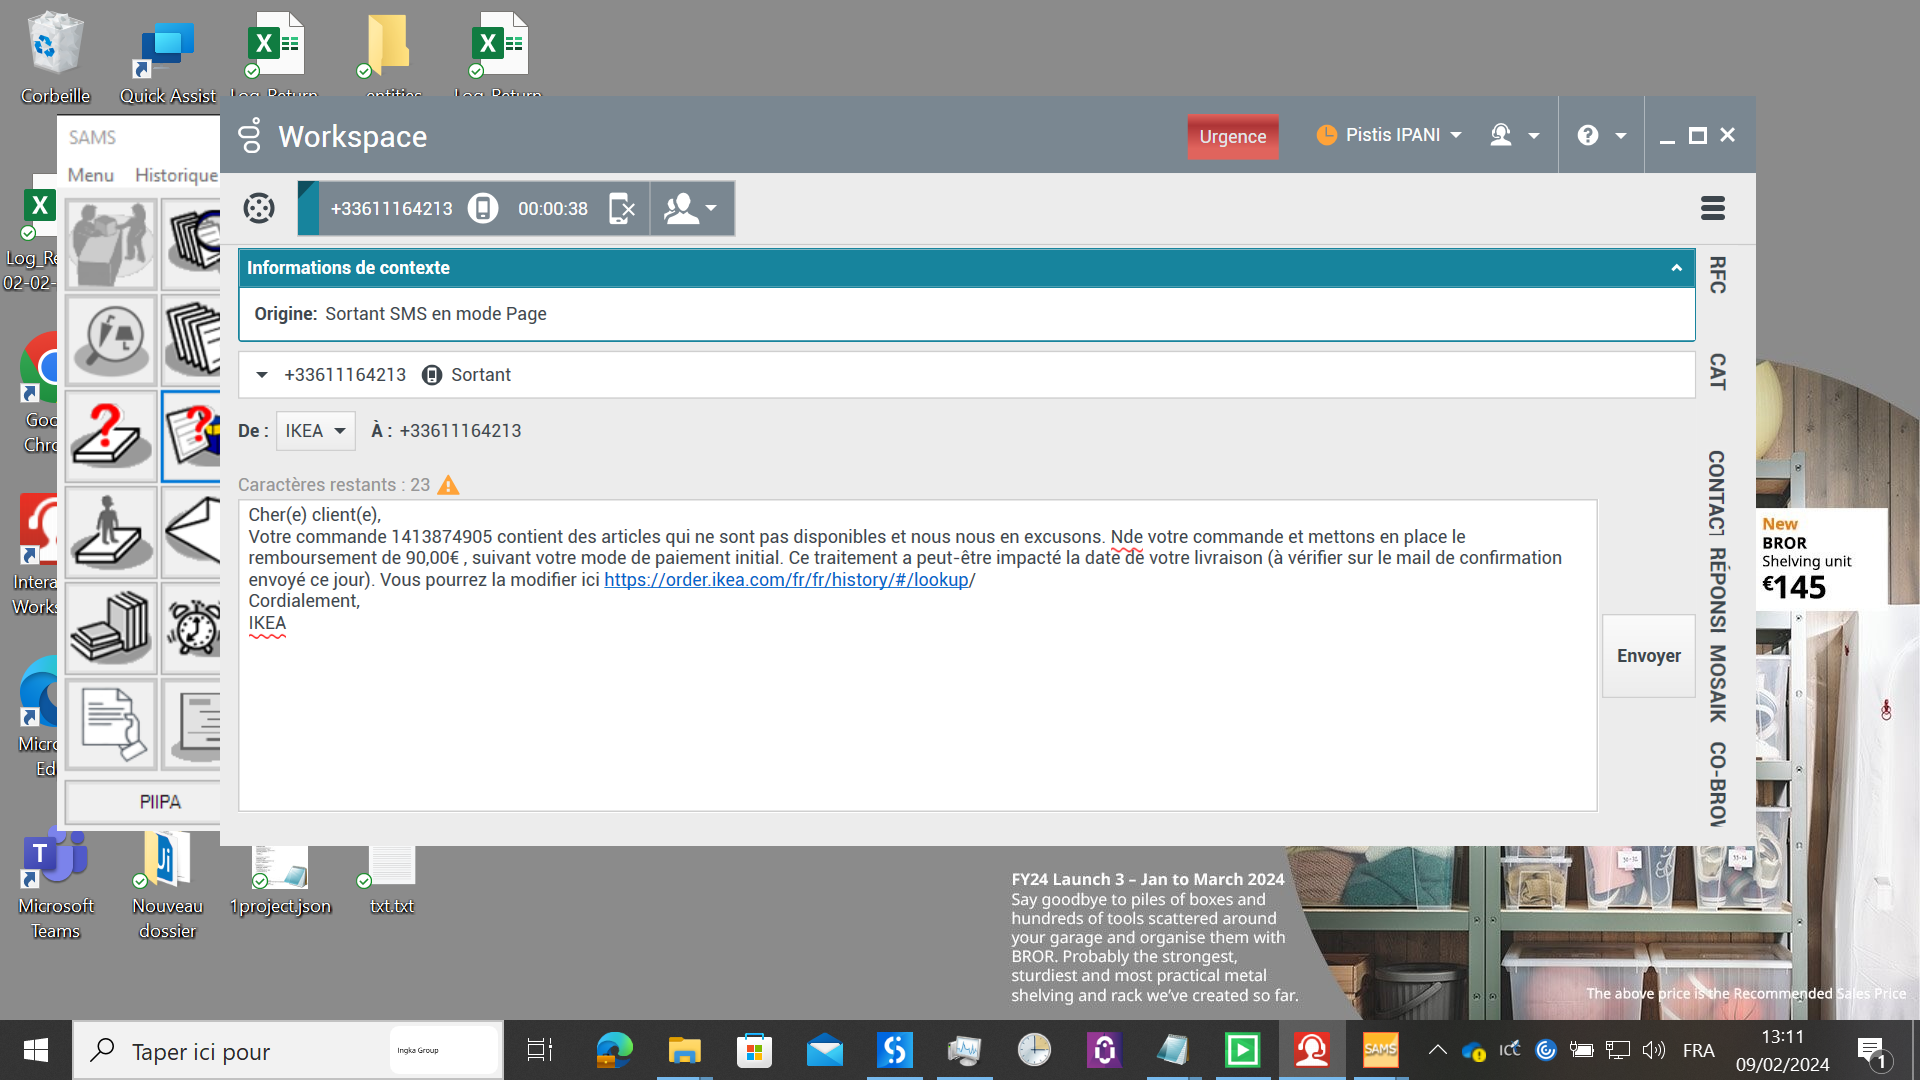 Corbeille
Quick Assist
Log_Return
entities
Log_Return
SAMS
Menu
Historique
Workspace
Urgence
Pistis IPANI
+33611164213
00:00:38
Informations de contexte
Origine: Sortant SMS en mode Page
+33611164213 Sortant
De : IKEA À : +33611164213
Caractères restants : 23
Cher(e) client(e),
Votre commande 1413874905 contient des articles qui ne sont pas disponibles et nous nous en excusons. Nde votre commande et mettons en place le
remboursement de 90,00€ , suivant votre mode de paiement initial. Ce traitement a peut-être impacté la date de votre livraison (à vérifier sur le mail de confirmation
envoyé ce jour). Vous pourrez la modifier ici https://order.ikea.com/fr/fr/history/#/lookup/
Cordialement,
IKEA
Envoyer
RFC
CAT
CONTACT
RÉPONSI
MOSAIK
CO-BROW
Log_Re
02-02-
Goo
Chro
Intera
Works
Micro
Ed
PIIPA
Microsoft
Teams
Nouveau
dossier
1project.json
txt.txt
New
BROR
Shelving unit
€145
FY24 Launch 3 – Jan to March 2024
Say goodbye to piles of boxes and
hundreds of tools scattered around
your garage and organise them with
BROR. Probably the strongest,
sturdiest and most practical metal
shelving and rack we've created so far.
The above price is the Recommended Sales Price
Taper ici pour
Ingka Group
SAMS
FRA
13:11
09/02/2024
1